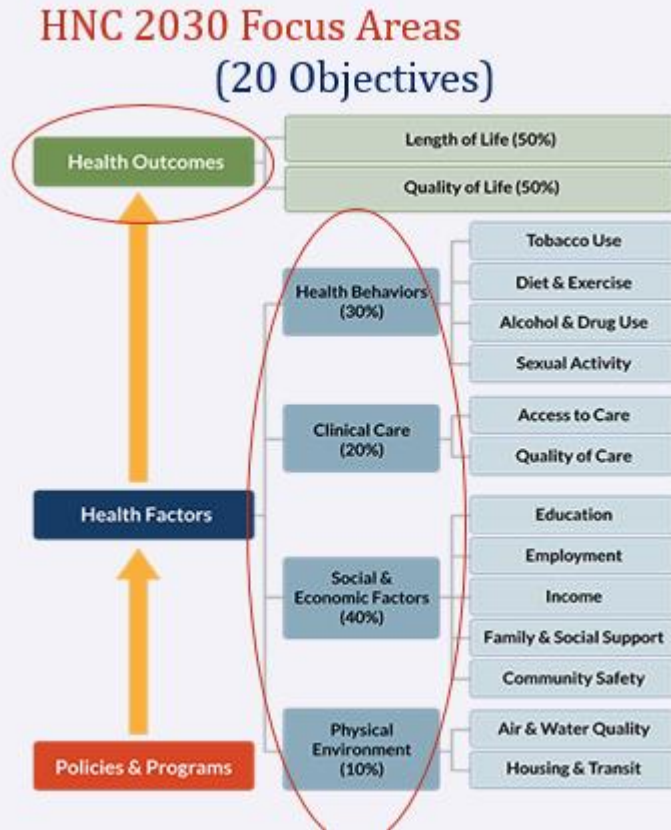 HNC 2030 Focus Areas
(20 Objectives)
Health Outcomes
Length of Life (50%)
Quality of Life (50%)
Health Behaviors
(30%)
Tobacco Use
Diet & Exercise
Alcohol & Drug Use
Sexual Activity
Clinical Care
(20%)
Access to Care
Quality of Care
Health Factors
Social &
Economic Factors
(40%)
Education
Employment
Income
Family & Social Support
Community Safety
Physical
Environment
(10%)
Air & Water Quality
Housing & Transit
Policies & Programs